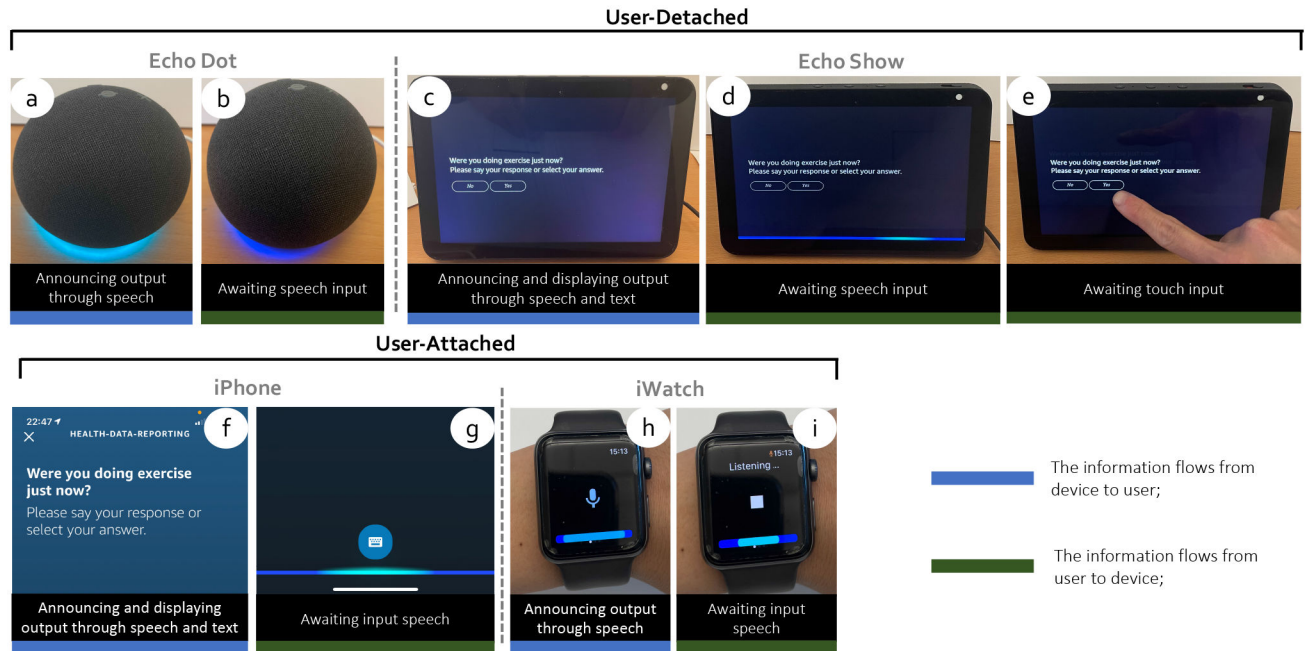 User-Detached
Echo Dot
Echo Show
a
b
c
d
e
Were you doing exercise just now?
Please say your response or select your answer.
No Yes
Were you doing exercise just now?
Please say your response or select your answer.
No Yes
Were you doing exercise just now?
Please say your response or select your answer.
No Yes
Announcing output
through speech
Awaiting speech input
Announcing and displaying output
through speech and text
Awaiting speech input
Awaiting touch input
User-Attached
iPhone
iWatch
f
g
h
i
22:47
HEALTH-DATA-REPORTING
Were you doing exercise
just now?
Please say your response or
select your answer.
15:13
15:13
Listening ...
Announcing and displaying
output through speech and text
Awaiting input speech
Announcing output
through speech
Awaiting input
speech
The information flows from
device to user;
The information flows from
user to device;